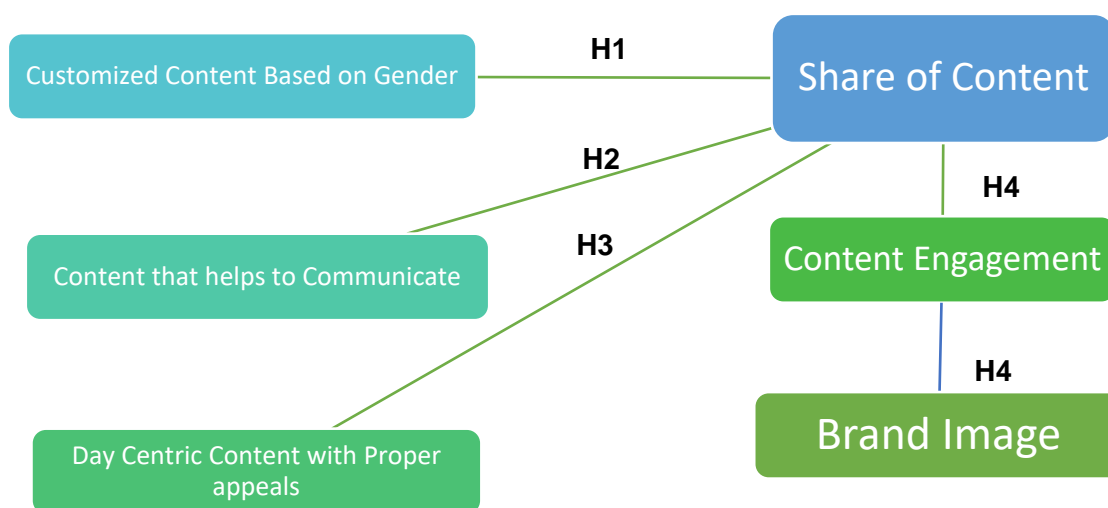 H1
Customized Content Based on Gender
Share of Content
H2
H4
H3
Content that helps to Communicate
Content Engagement
H4
Brand Image
Day Centric Content with Proper
appeals